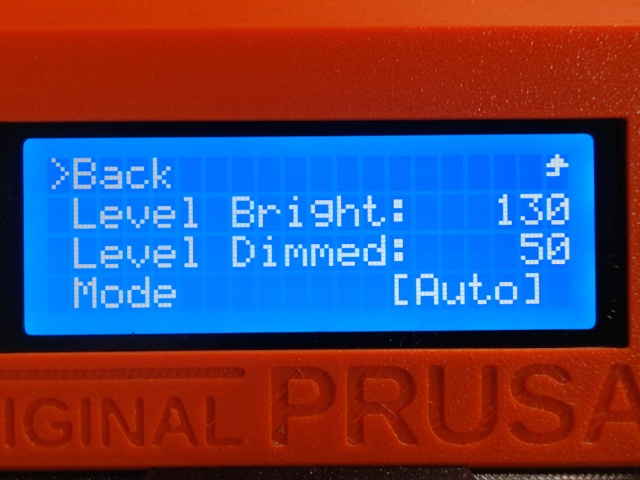 >Back
Level Bright: 130
Level Dimmed: 50
Mode [Auto]
IGINAL PRUSA